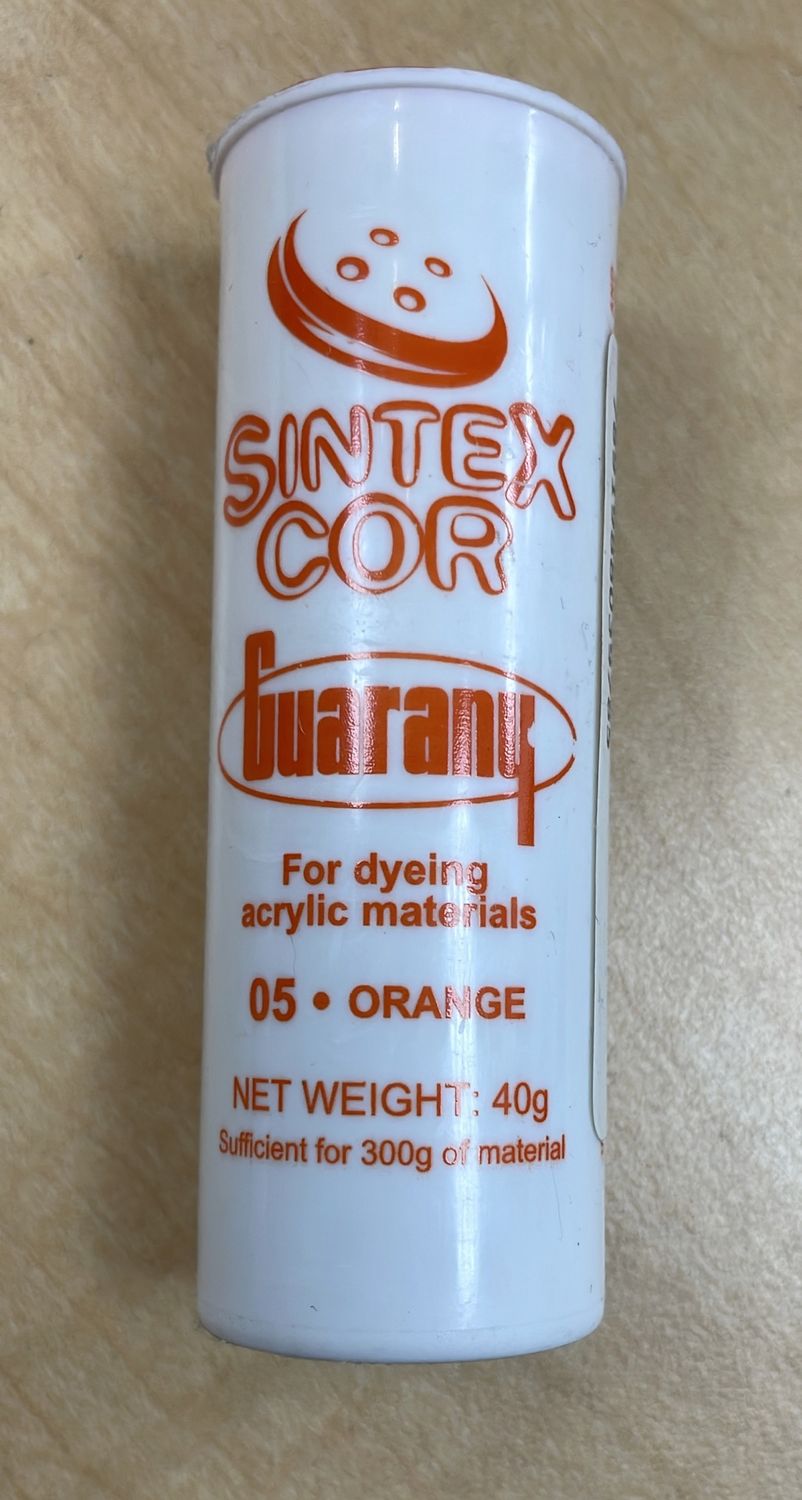 SINTEX
COR
Guarany
For dyeing
acrylic materials
05 • ORANGE
NET WEIGHT: 40g
Sufficient for 300g of material